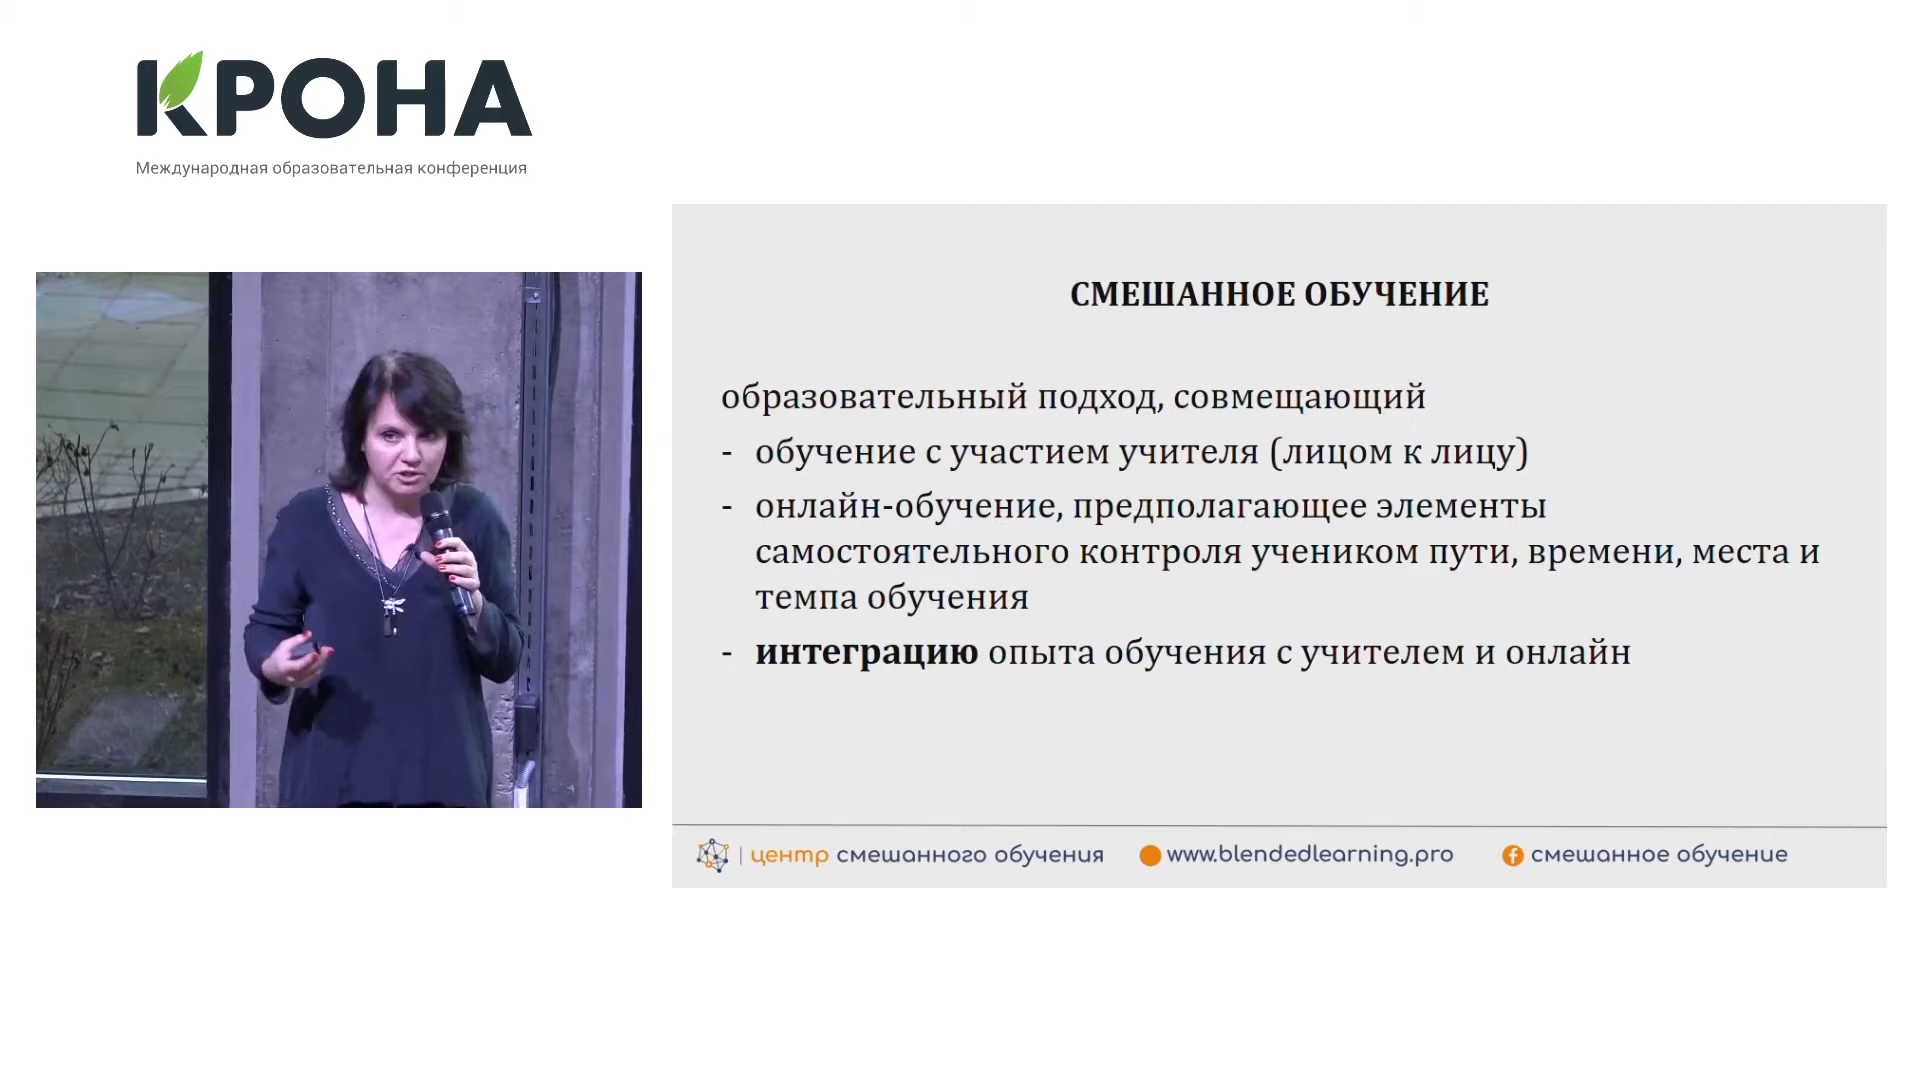 КРОНА
Международная образовательная конференция
СМЕШАННОЕ ОБУЧЕНИЕ
образовательный подход, совмещающий
- обучение с участием учителя (лицом к лицу)
- онлайн-обучение, предполагающее элементы
самостоятельного контроля учеником пути, времени, места и
темпа обучения
- интеграцию опыта обучения с учителем и онлайн
| центр смешанного обучения www.blendedlearning.pro смешанное обучение